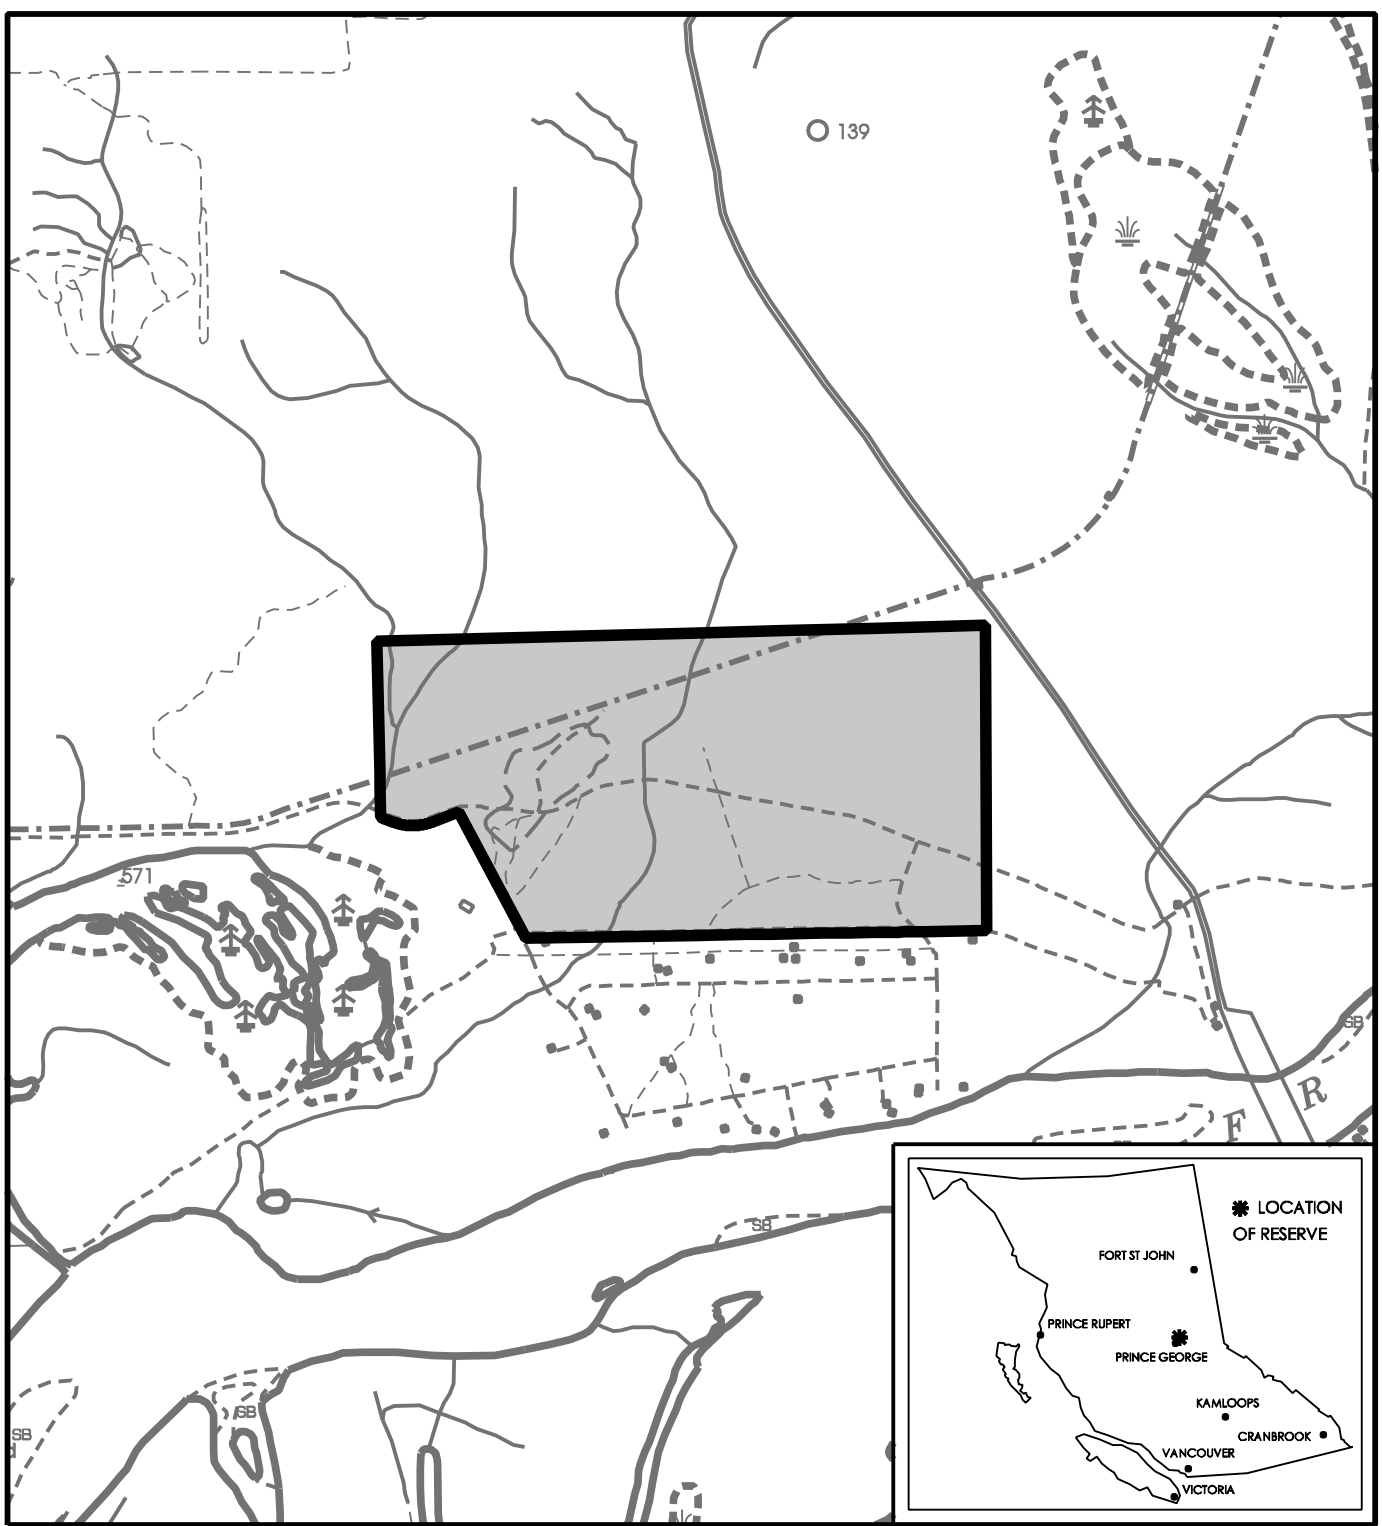 139
571
SB
F R
SB
SB
SB
LOCATION
OF RESERVE
FORT ST JOHN
PRINCE RUPERT
PRINCE GEORGE
KAMLOOPS
CRANBROOK
VANCOUVER
VICTORIA